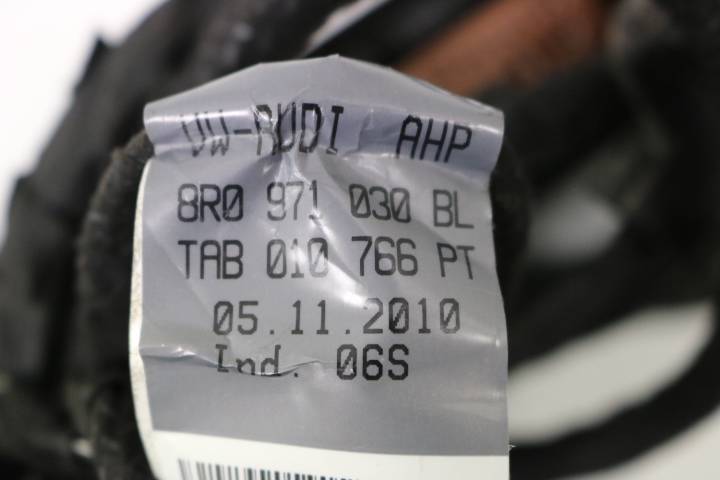 VW-AUDI AHP
8R0 971 030 BL
TAB 010 766 PT
05.11.2010
Ind. 06S